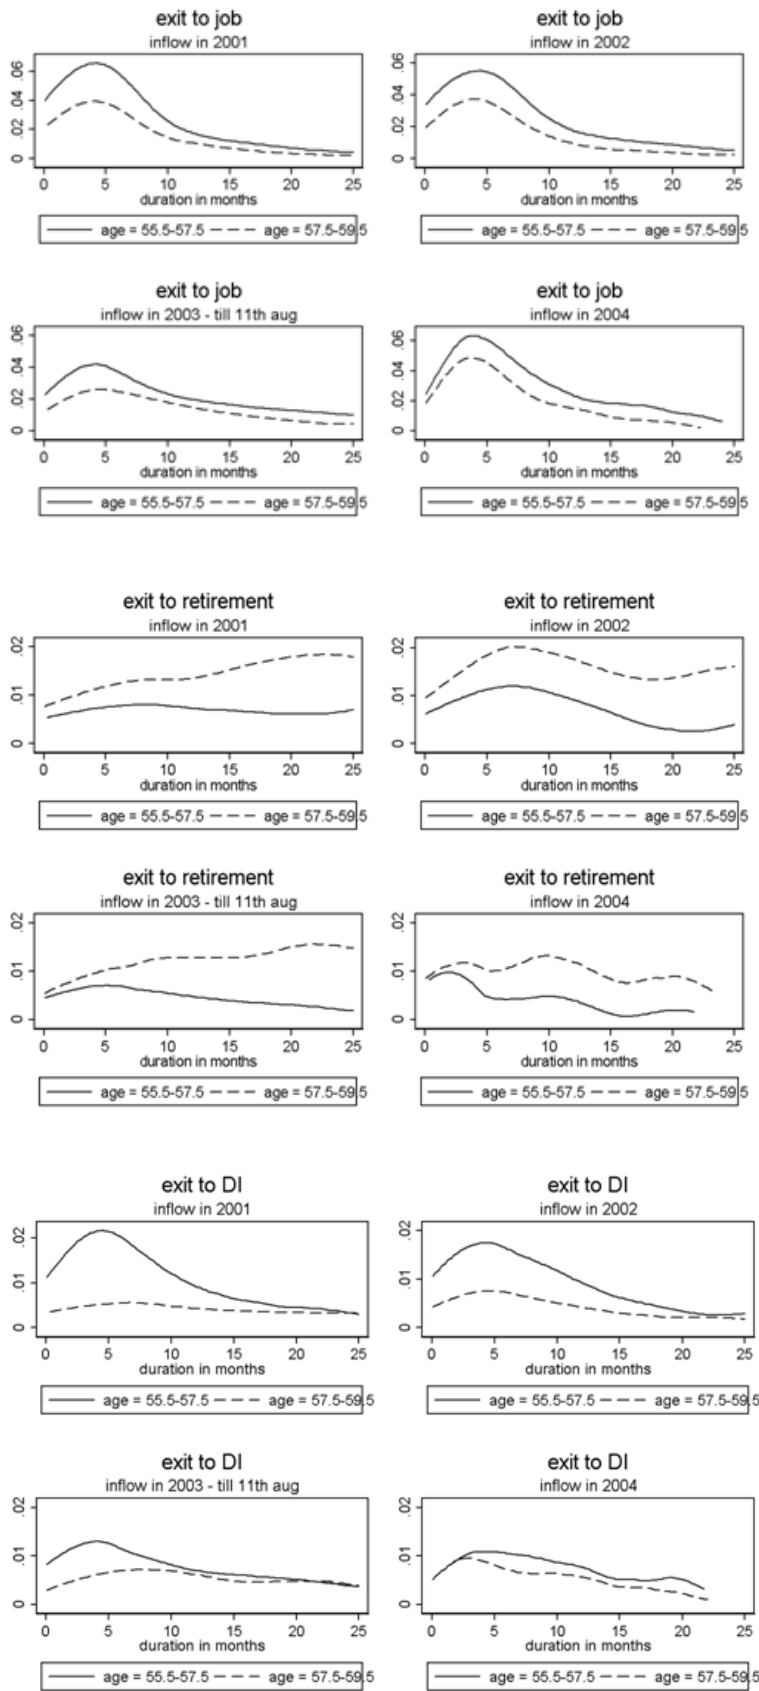 exit to job
inflow in 2001
.06
.04
.02
0
0 5 10 15 20 25
duration in months
age = 55.5-57.5 age = 57.5-59.5
exit to job
inflow in 2002
.06
.04
.02
0
0 5 10 15 20 25
duration in months
age = 55.5-57.5 age = 57.5-59.5
exit to job
inflow in 2003 - till 11th aug
.06
.04
.02
0
0 5 10 15 20 25
duration in months
age = 55.5-57.5 age = 57.5-59.5
exit to job
inflow in 2004
.06
.04
.02
0
0 5 10 15 20 25
duration in months
age = 55.5-57.5 age = 57.5-59.5
exit to retirement
inflow in 2001
.02
.01
0
0 5 10 15 20 25
duration in months
age = 55.5-57.5 age = 57.5-59.5
exit to retirement
inflow in 2002
.02
.01
0
0 5 10 15 20 25
duration in months
age = 55.5-57.5 age = 57.5-59.5
exit to retirement
inflow in 2003 - till 11th aug
.02
.01
0
0 5 10 15 20 25
duration in months
age = 55.5-57.5 age = 57.5-59.5
exit to retirement
inflow in 2004
.02
.01
0
0 5 10 15 20 25
duration in months
age = 55.5-57.5 age = 57.5-59.5
exit to DI
inflow in 2001
.02
.01
0
0 5 10 15 20 25
duration in months
age = 55.5-57.5 age = 57.5-59.5
exit to DI
inflow in 2002
.02
.01
0
0 5 10 15 20 25
duration in months
age = 55.5-57.5 age = 57.5-59.5
exit to DI
inflow in 2003 - till 11th aug
.02
.01
0
0 5 10 15 20 25
duration in months
age = 55.5-57.5 age = 57.5-59.5
exit to DI
inflow in 2004
.02
.01
0
0 5 10 15 20 25
duration in months
age = 55.5-57.5 age = 57.5-59.5